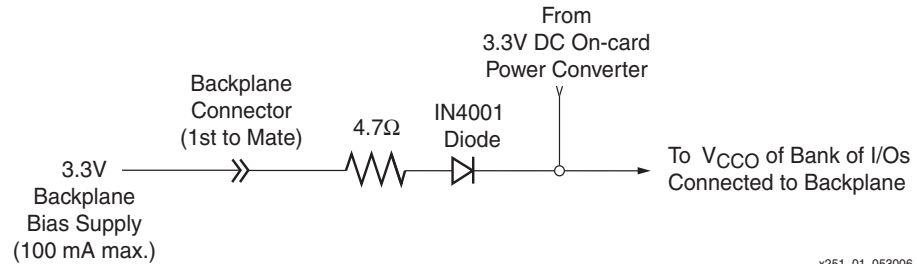 From
3.3V DC On-card
Power Converter
Backplane
Connector
(1st to Mate)
4.7Ω
IN4001
Diode
3.3V
Backplane
Bias Supply
(100 mA max.)
To VCCO of Bank of I/Os
Connected to Backplane
x251_01_053006